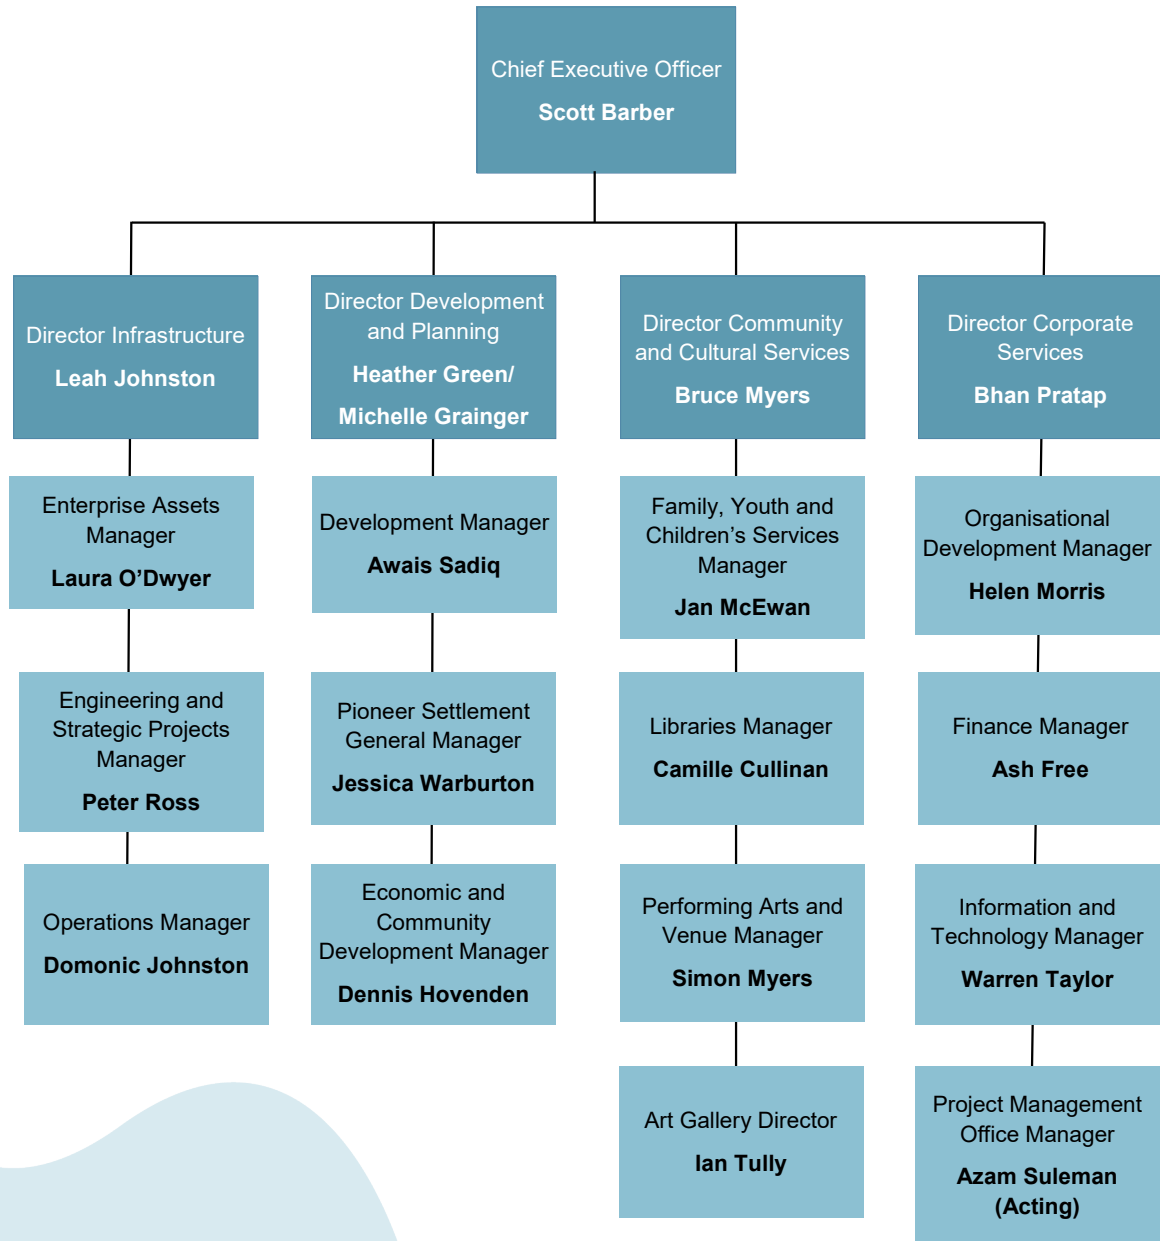 Chief Executive Officer
Scott Barber
Director Infrastructure
Leah Johnston
Director Development
and Planning
Heather Green/
Michelle Grainger
Director Community
and Cultural Services
Bruce Myers
Director Corporate
Services
Bhan Pratap
Enterprise Assets
Manager
Laura O’Dwyer
Development Manager
Awais Sadiq
Family, Youth and
Children’s Services
Manager
Jan McEwan
Organisational
Development Manager
Helen Morris
Engineering and
Strategic Projects
Manager
Peter Ross
Pioneer Settlement
General Manager
Jessica Warburton
Libraries Manager
Camille Cullinan
Finance Manager
Ash Free
Operations Manager
Domonic Johnston
Economic and
Community
Development Manager
Dennis Hovenden
Performing Arts and
Venue Manager
Simon Myers
Information and
Technology Manager
Warren Taylor
Art Gallery Director
Ian Tully
Project Management
Office Manager
Azam Suleman
(Acting)